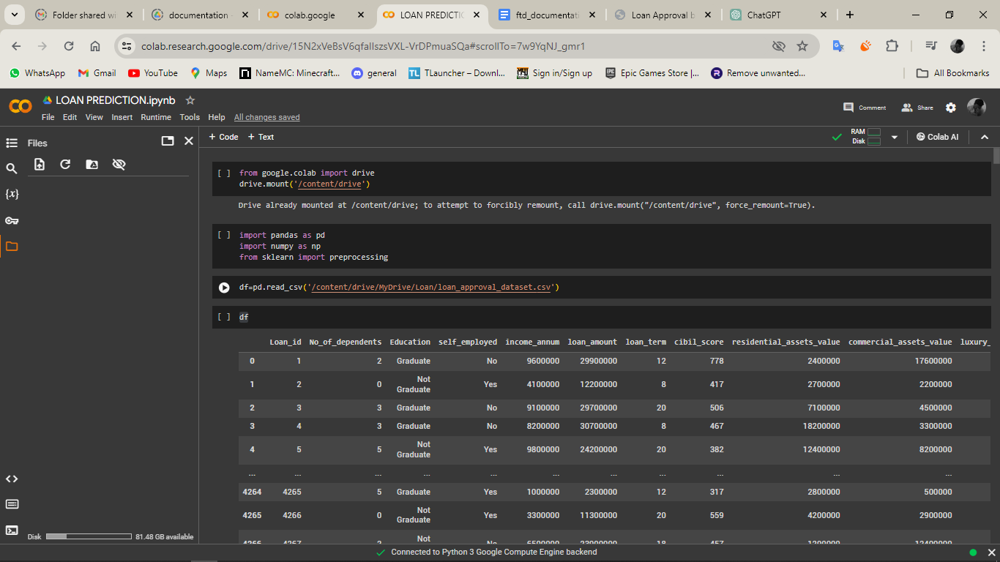 Folder shared wi
documentation
colab.google
LOAN PREDICTIC
ftd_documentati
Loan Approval b
ChatGPT
colab.research.google.com/drive/15N2xVeBsV6qfaIlszsVXL-VrDPmuaSQa#scrollTo=7w9YqNJ_gmr1
WhatsApp Gmail YouTube Maps NameMC: Minecraft... general TLauncher – Downl... Sign in/Sign up Epic Games Store |... Remove unwanted... All Bookmarks
LOAN PREDICTION.ipynb
Comment Share
File Edit View Insert Runtime Tools Help All changes saved
Files
+ Code + Text
RAM
Disk
Colab AI
{x}
[ ] from google.colab import drive
drive.mount('/content/drive')
Drive already mounted at /content/drive; to attempt to forcibly remount, call drive.mount("/content/drive", force_remount=True).
[ ] import pandas as pd
import numpy as np
from sklearn import preprocessing
df=pd.read_csv('/content/drive/MyDrive/Loan/loan_approval_dataset.csv')
[ ] df
Loan_id No_of_dependents Education self_employed income_annum loan_amount loan_term cibil_score residential_assets_value commercial_assets_value luxury_
0 1 2 Graduate No 9600000 29900000 12 778 2400000 17600000
1 2 0 Not Graduate Yes 4100000 12200000 8 417 2700000 2200000
2 3 3 Graduate No 9100000 29700000 20 506 7100000 4500000
3 4 3 Graduate No 8200000 30700000 8 467 18200000 3300000
4 5 5 Not Graduate Yes 9800000 24200000 20 382 12400000 8200000
... ... ... ... ... ... ... ... ... ... ...
4264 4265 5 Graduate Yes 1000000 2300000 12 317 2800000 500000
4265 4266 0 Not Graduate Yes 3300000 11300000 20 559 4200000 2900000
4266 4267 2 Not No 6500000 23900000 18 457 1200000 12400000
Disk 81.48 GB available
Connected to Python 3 Google Compute Engine backend